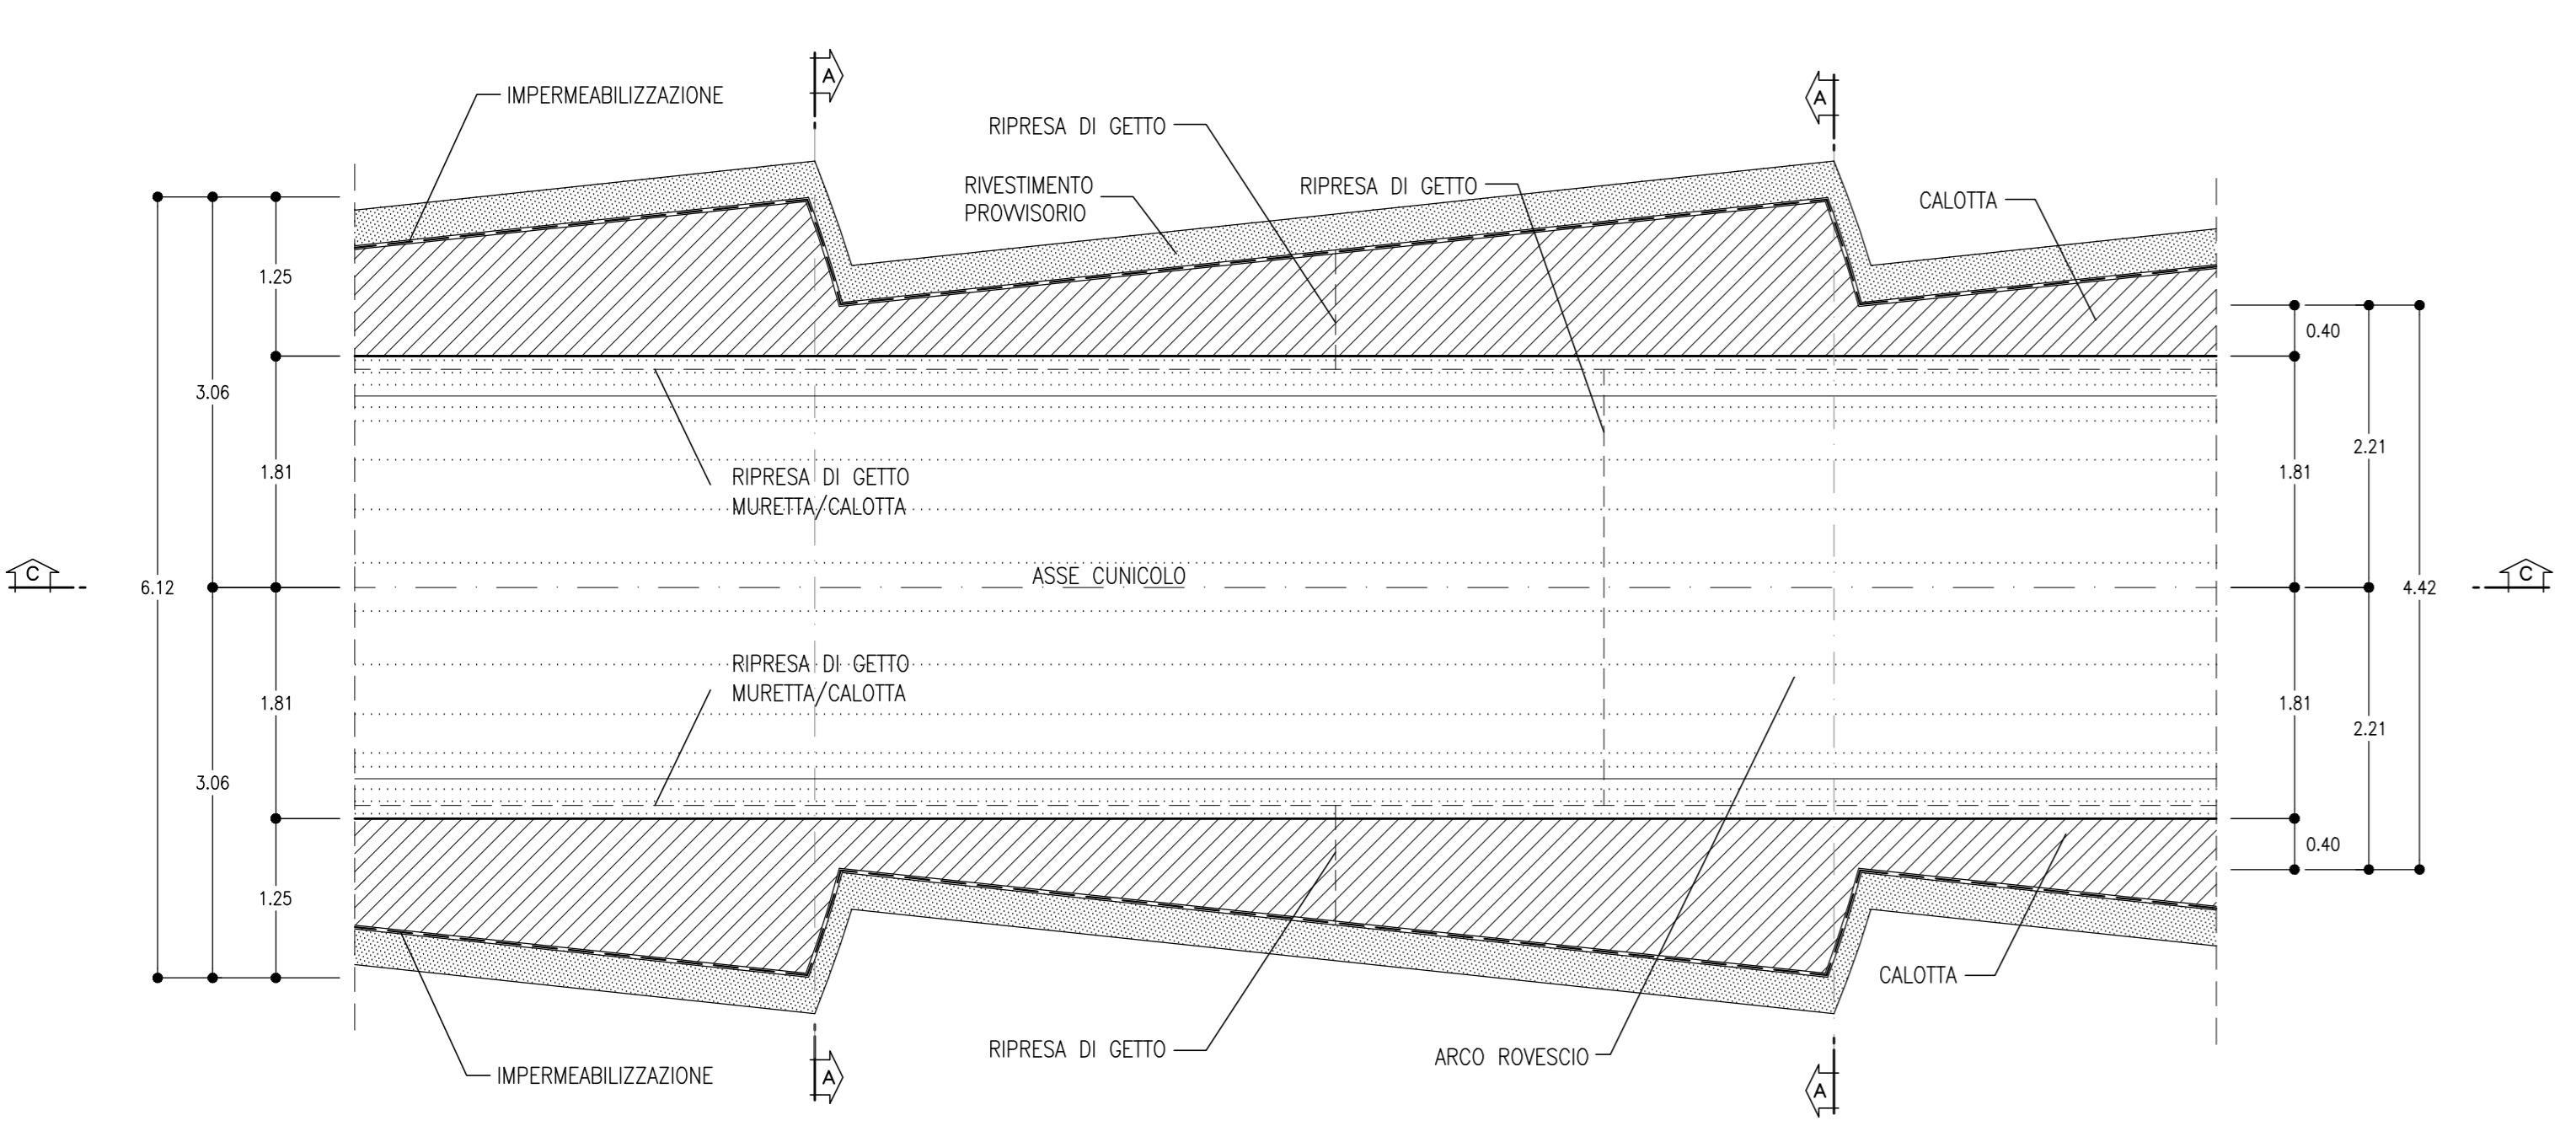 A
A
IMPERMEABILIZZAZIONE
RIPRESA DI GETTO
RIVESTIMENTO
PROVVISORIO
RIPRESA DI GETTO
CALOTTA
1.25
0.40
3.06
2.21
1.81
1.81
RIPRESA DI GETTO
MURETTA/CALOTTA
C
6.12
ASSE CUNICOLO
4.42
C
RIPRESA DI GETTO
MURETTA/CALOTTA
1.81
1.81
2.21
3.06
0.40
1.25
CALOTTA
RIPRESA DI GETTO
ARCO ROVESCIO
IMPERMEABILIZZAZIONE
A
A